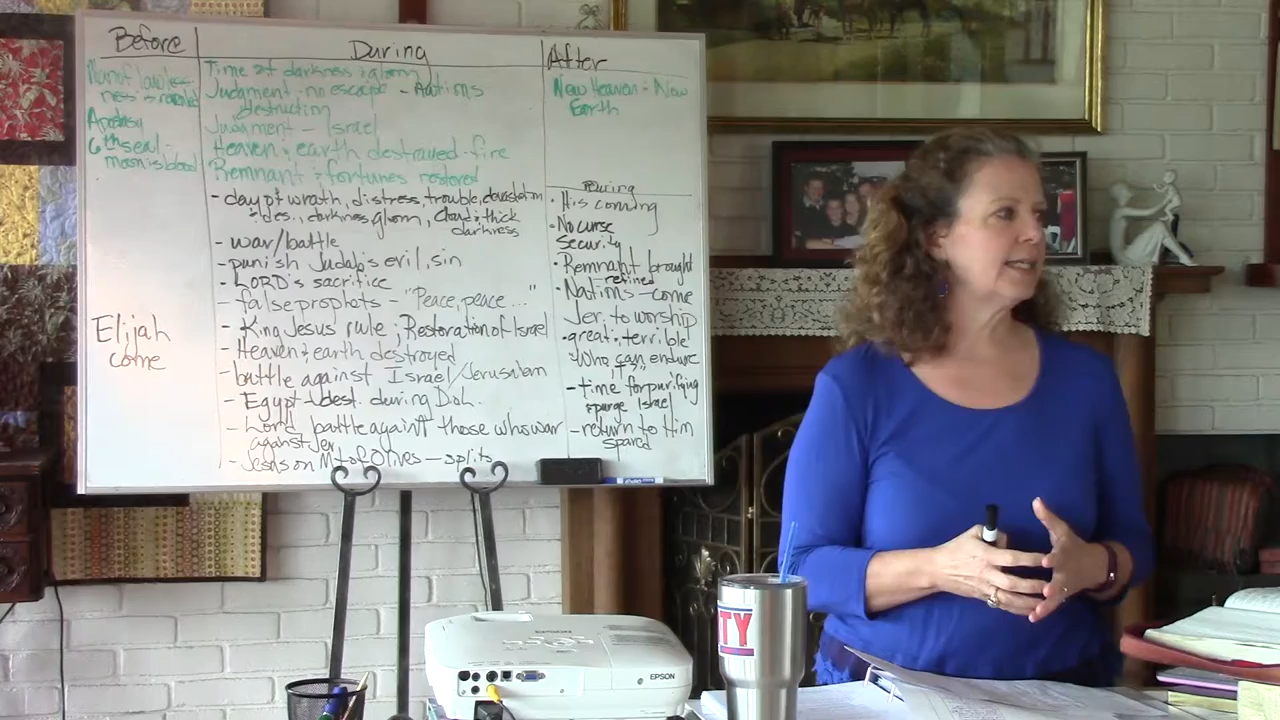 Before
During
After
Man of lawless-
ness is revealed
Apostasy
6th seal -
moon is blood
Elijah
come
Time of darkness & gloom
Judgment - no escape - Nations
destruction
Judgment - Israel
Heaven & earth destroyed - fire
Remnant & fortunes restored
- day of wrath, distress, trouble, devastation
& des., darkness gloom, cloud & thick
darkness
- war/battle
- punish Judah's evil, sin
- LORD's sacrifice
- false prophets - "Peace, peace..."
- King Jesus' rule; Restoration of Israel
- Heaven & earth destroyed
- battle against Israel/Jerusalem
- Egypt dest. during DoL
- Lord battle against those who war
against Jer.
- Jesus on Mt of Olives - splits
New Heaven - New
Earth
During
• His coming
• No curse
Security
• Remnant brought
refined
• Nations - come
Jer. to worship
• great & terrible
"Who can endure
it?"
- time for purifying
& purge Israel
- return to Him
spared
EPSON
EPSON
TY